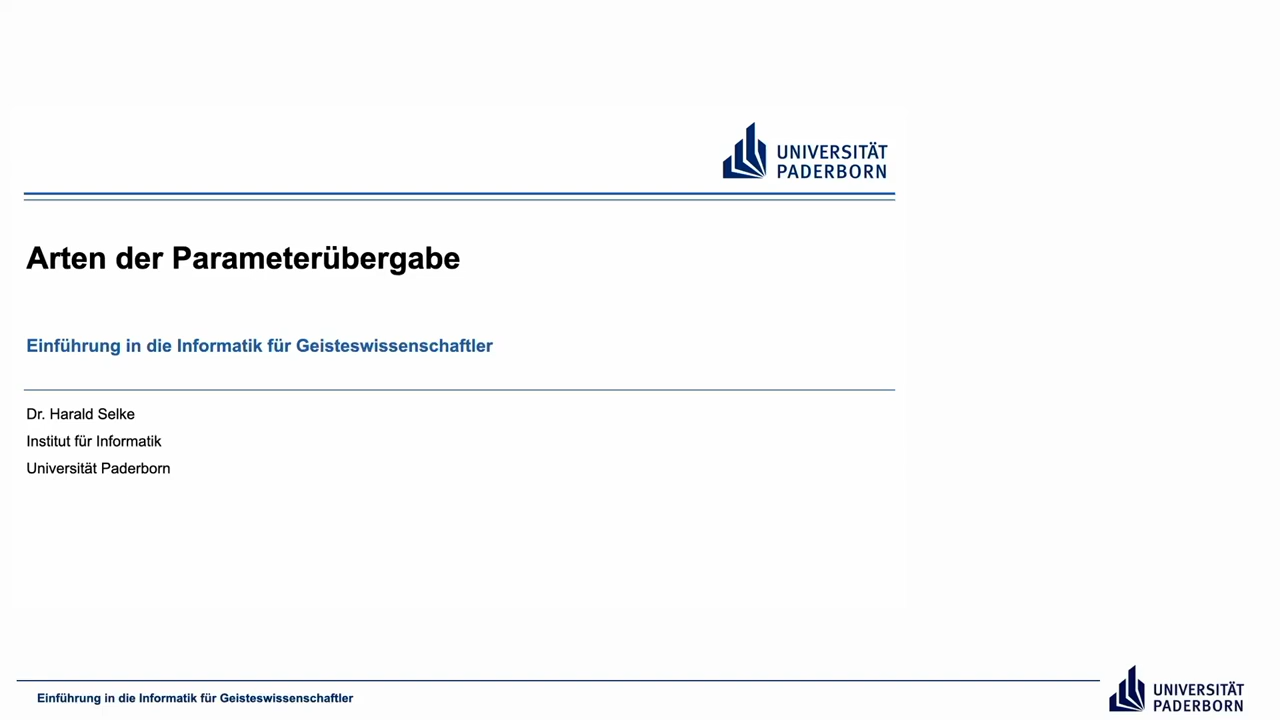 UNIVERSITÄT
PADERBORN
Arten der Parameterübergabe
Einführung in die Informatik für Geisteswissenschaftler
Dr. Harald Selke
Institut für Informatik
Universität Paderborn
Einführung in die Informatik für Geisteswissenschaftler
UNIVERSITÄT
PADERBORN